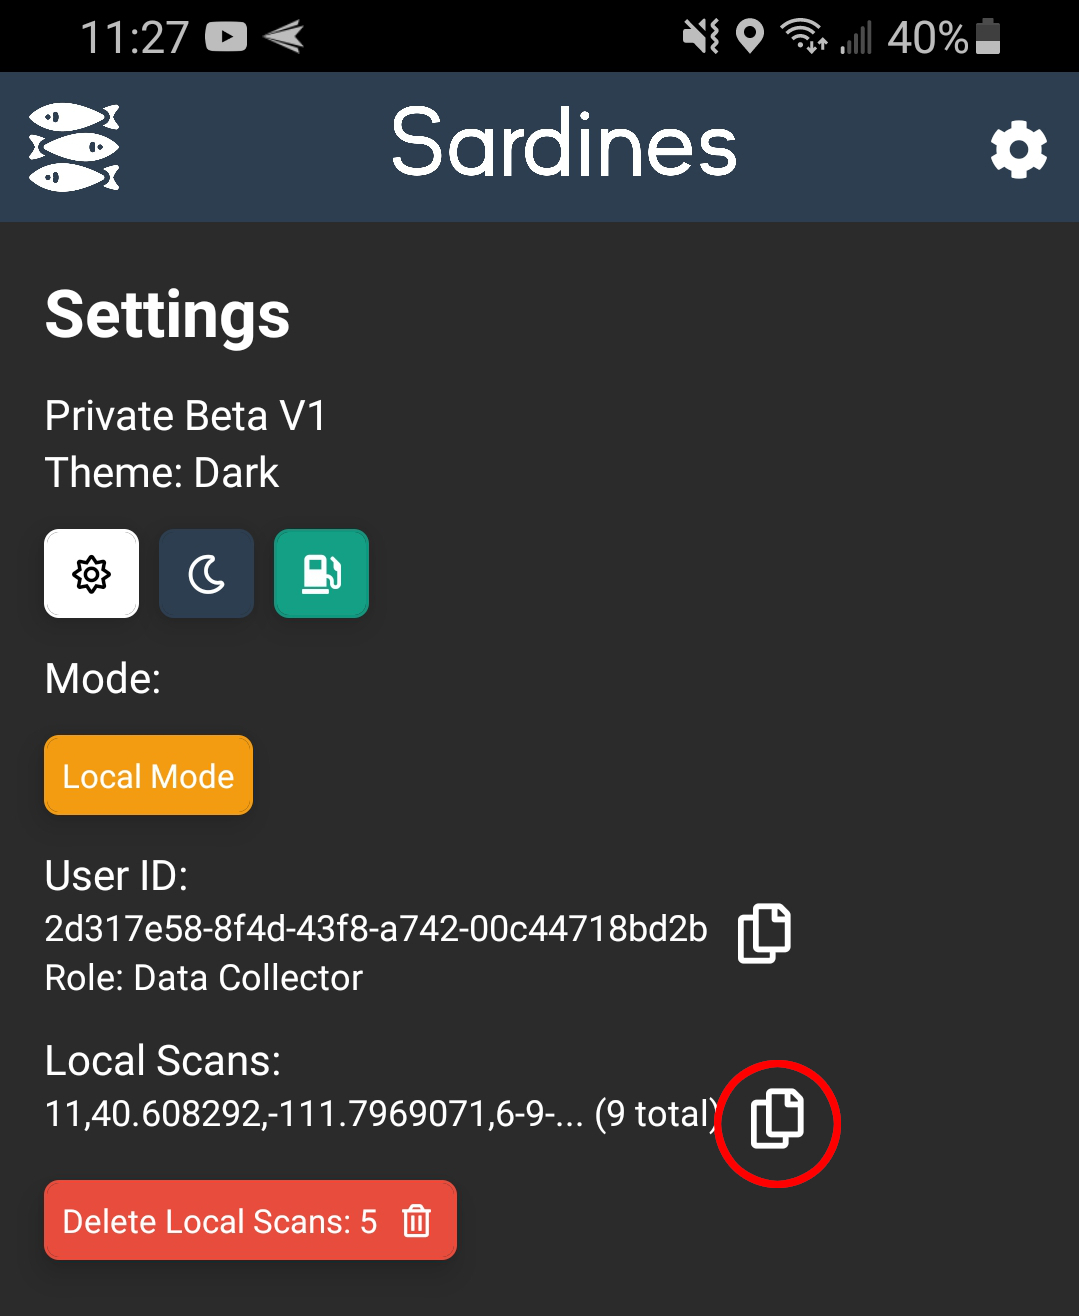 11:27 40%
Sardines
Settings
Private Beta V1
Theme: Dark
Mode:
Local Mode
User ID:
2d317e58-8f4d-43f8-a742-00c44718bd2b
Role: Data Collector
Local Scans:
11,40.608292,-111.7969071,6-9-... (9 total)
Delete Local Scans: 5